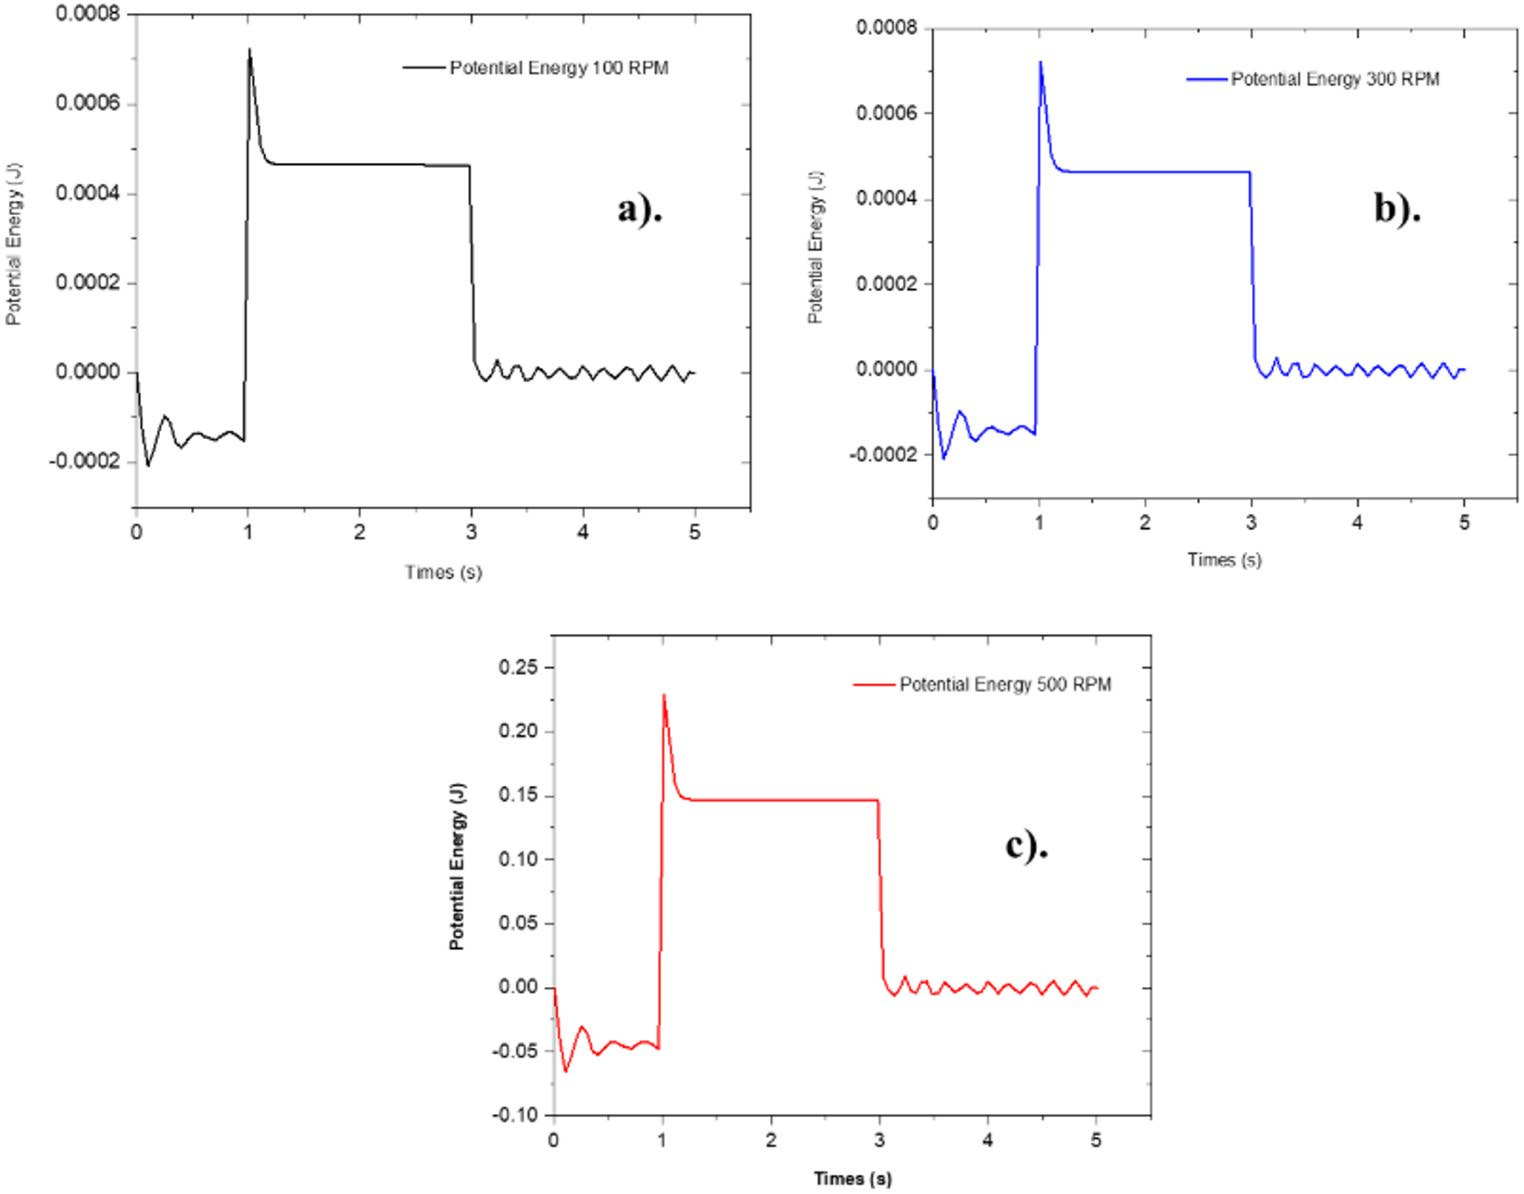 0.0008
0.0006
0.0004
0.0002
0.0000
-0.0002
Potential Energy (J)
Potential Energy 100 RPM
a).
0 1 2 3 4 5
Times (s)
0.0008
0.0006
0.0004
0.0002
0.0000
-0.0002
Potential Energy (J)
Potential Energy 300 RPM
b).
0 1 2 3 4 5
Times (s)
0.25
0.20
0.15
0.10
0.05
0.00
-0.05
-0.10
Potential Energy (J)
Potential Energy 500 RPM
c).
0 1 2 3 4 5
Times (s)